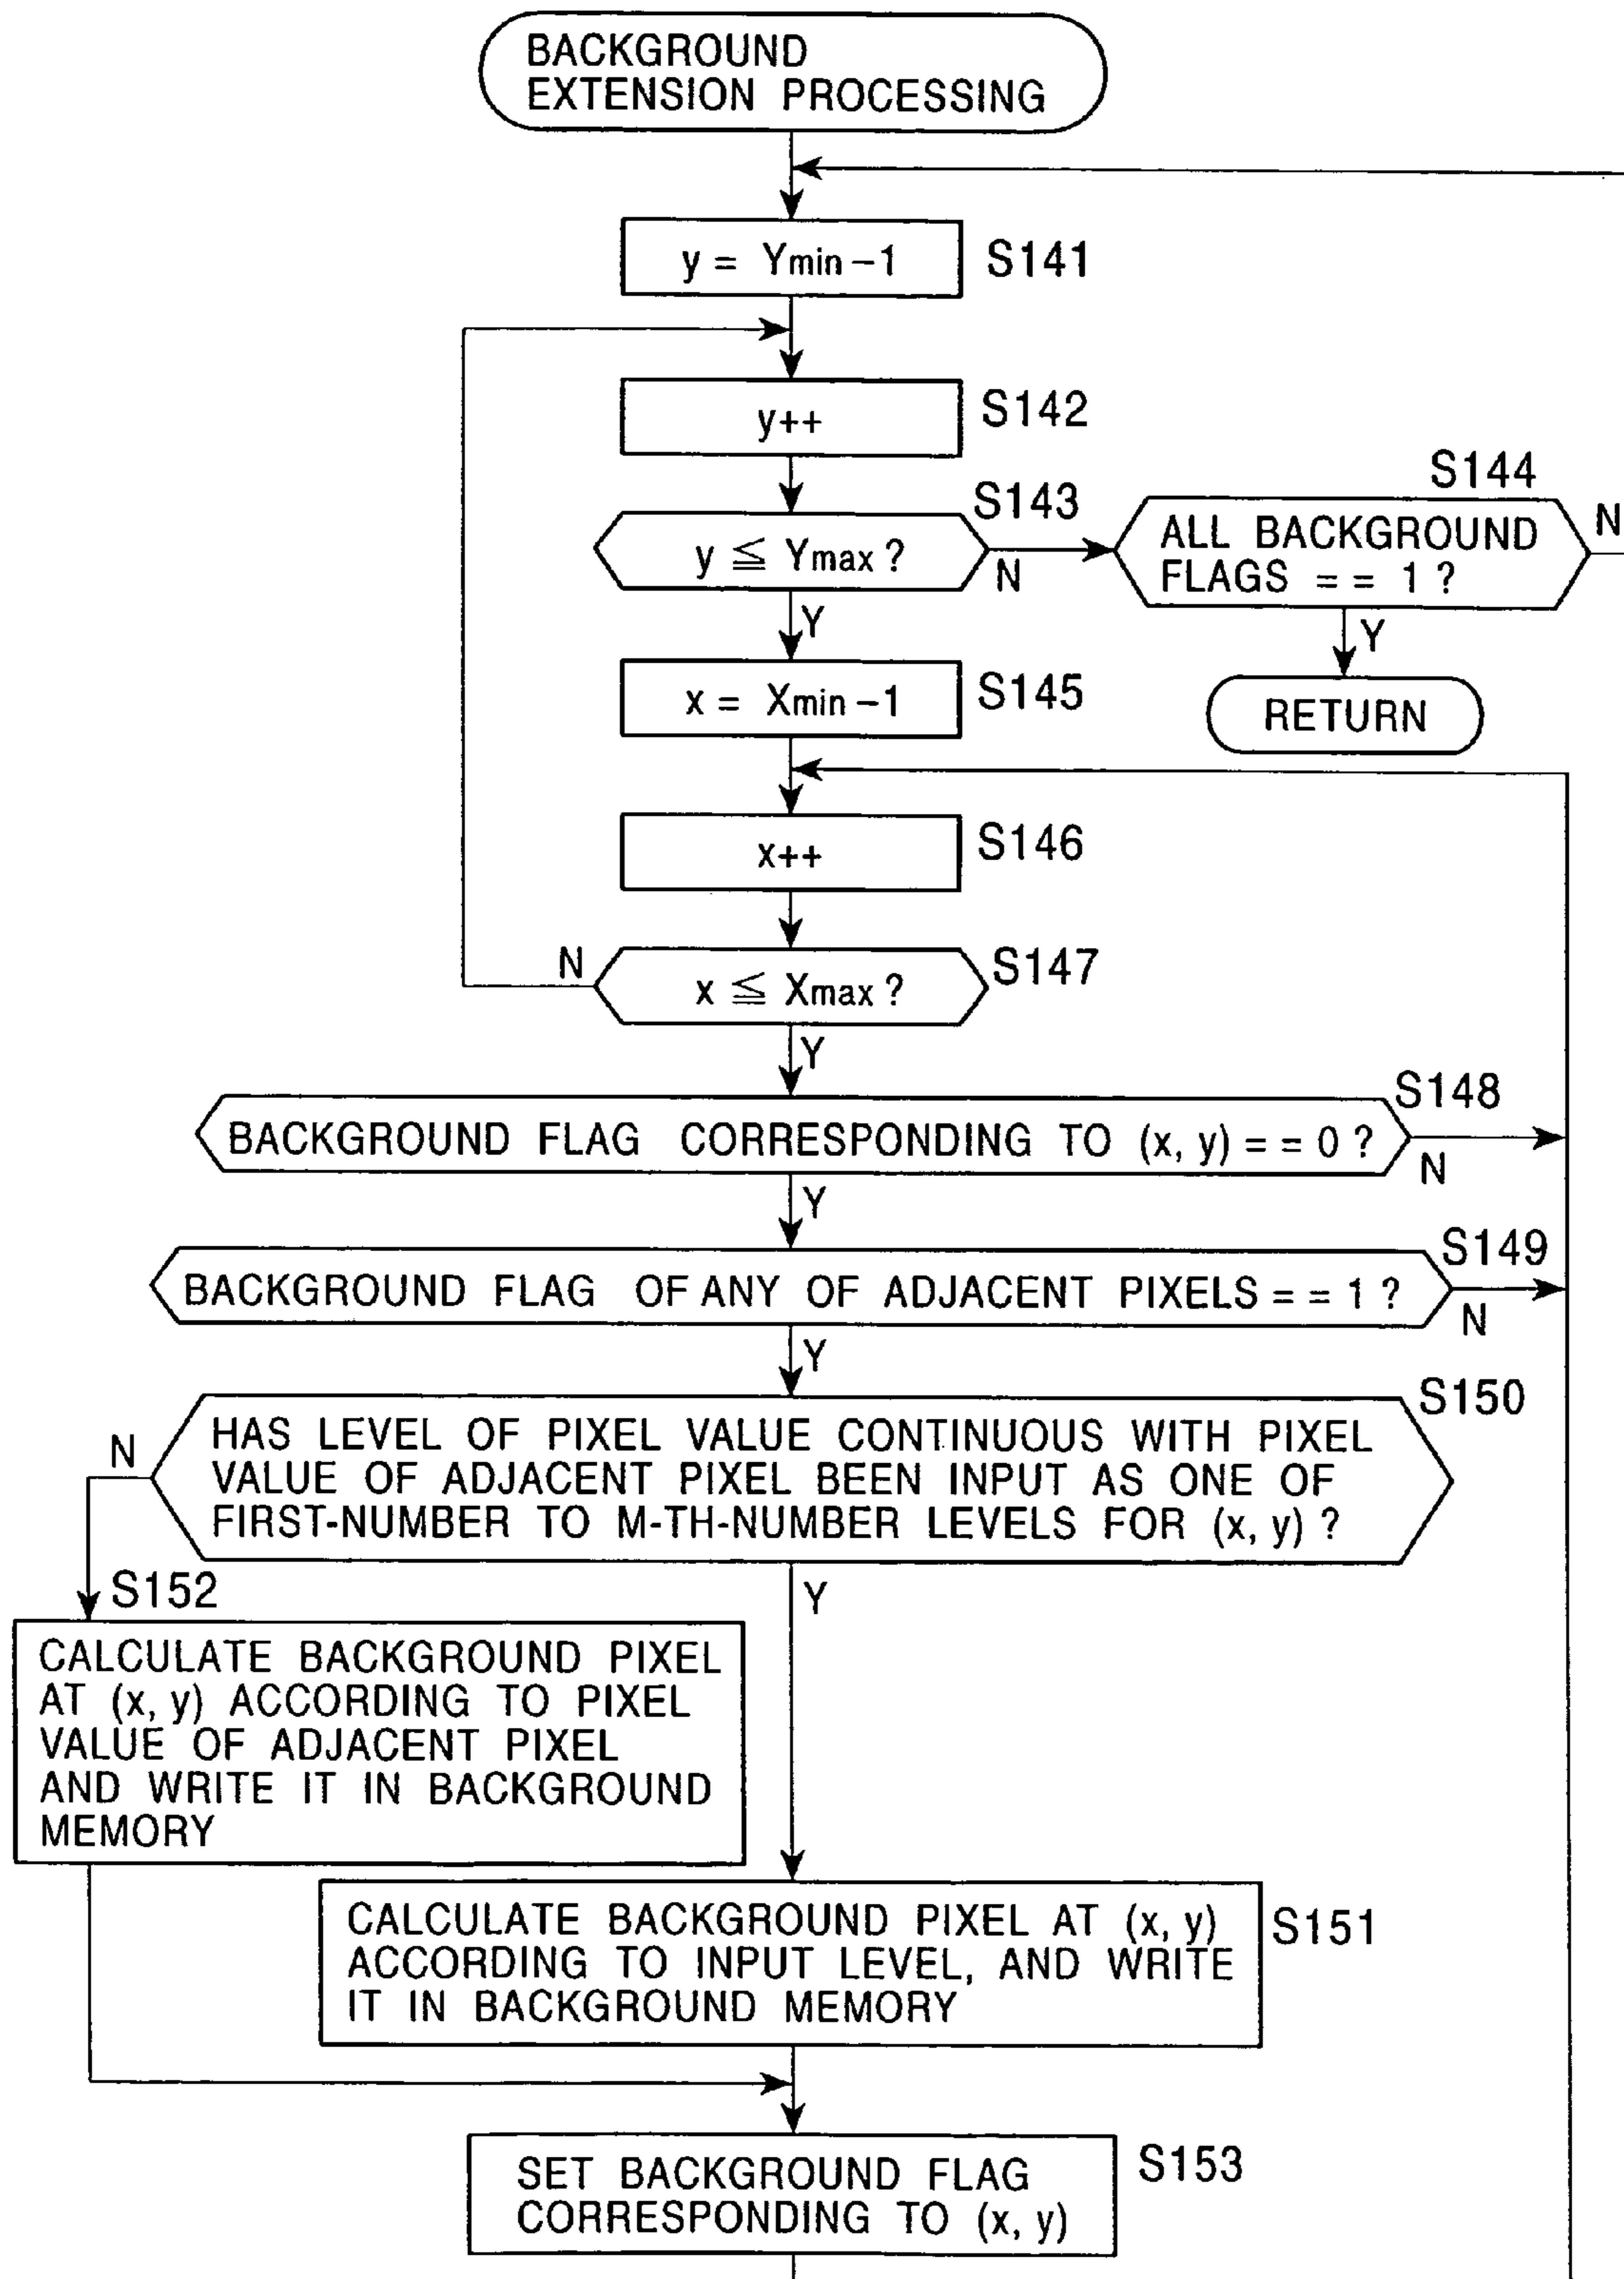 BACKGROUND
EXTENSION PROCESSING
y = Ymin −1
S141
y++
S142
y ≦ Ymax ?
S143
N
Y
ALL BACKGROUND
FLAGS = = 1 ?
S144
N
Y
RETURN
x = Xmin −1
S145
x++
S146
x ≦ Xmax ?
S147
N
Y
BACKGROUND FLAG CORRESPONDING TO (x, y) = = 0 ?
S148
N
Y
BACKGROUND FLAG OF ANY OF ADJACENT PIXELS = = 1 ?
S149
N
Y
HAS LEVEL OF PIXEL VALUE CONTINUOUS WITH PIXEL
VALUE OF ADJACENT PIXEL BEEN INPUT AS ONE OF
FIRST-NUMBER TO M-TH-NUMBER LEVELS FOR (x, y) ?
S150
N
Y
S152
CALCULATE BACKGROUND PIXEL
AT (x, y) ACCORDING TO PIXEL
VALUE OF ADJACENT PIXEL
AND WRITE IT IN BACKGROUND
MEMORY
CALCULATE BACKGROUND PIXEL AT (x, y)
ACCORDING TO INPUT LEVEL, AND WRITE
IT IN BACKGROUND MEMORY
S151
SET BACKGROUND FLAG
CORRESPONDING TO (x, y)
S153